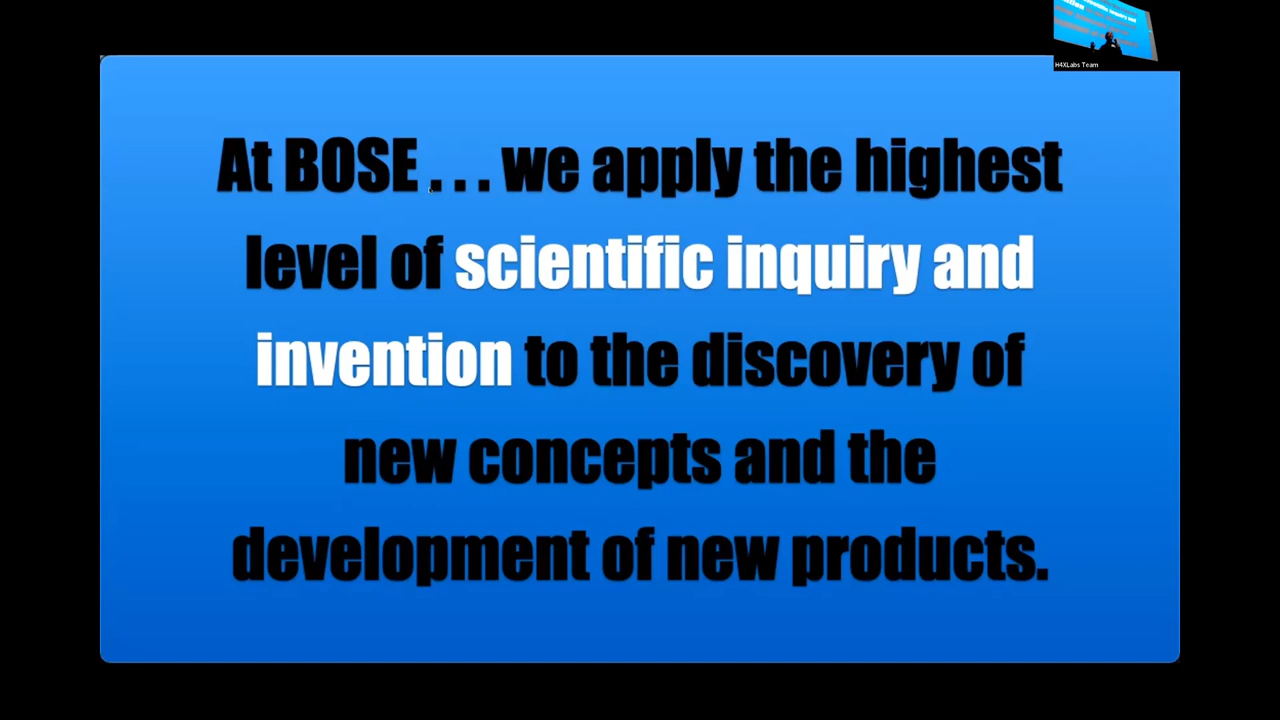 H4XLabs Team
At BOSE . . . we apply the highest
level of scientific inquiry and
invention to the discovery of
new concepts and the
development of new products.